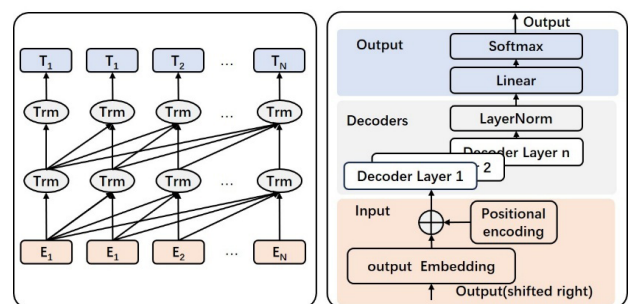 T1 T1 T2 ... TN
Trm Trm Trm ... Trm
Trm Trm Trm ... Trm
E1 E1 E2 ... EN
Output
Output
Softmax
Linear
Decoders
LayerNorm
Decoder Layer n
2
Decoder Layer 1
Input
Positional
encoding
output Embedding
Output(shifted right)